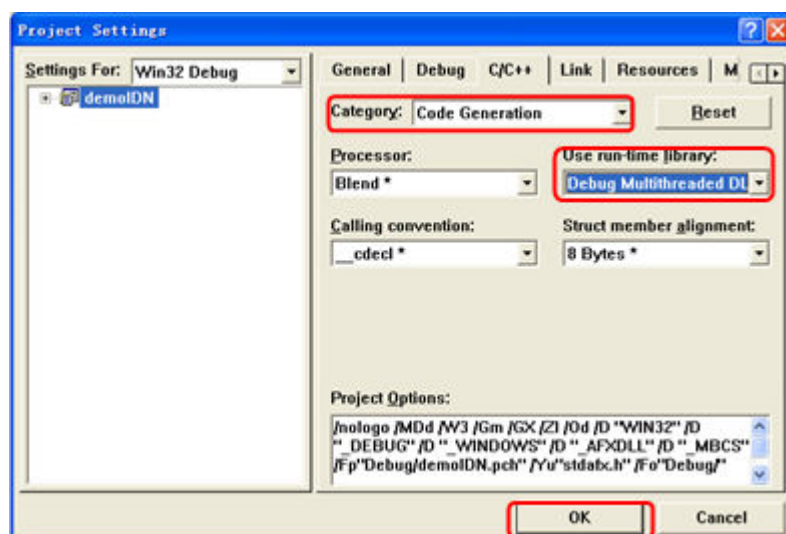 Project Settings
Settings For: Win32 Debug
demoIDN
General Debug C/C++ Link Resources M
Category: Code Generation Reset
Processor: Use run-time library:
Blend * Debug Multithreaded DL
Calling convention: Struct member alignment:
__cdecl * 8 Bytes *
Project Options:
/nologo /MDd /W3 /Gm /GX /ZI /Od /D "WIN32" /D
"_DEBUG" /D "_WINDOWS" /D "_AFXDLL" /D "_MBCS"
/Fp"Debug/demoIDN.pch" /Yu"stdafx.h" /Fo"Debug/"
OK Cancel